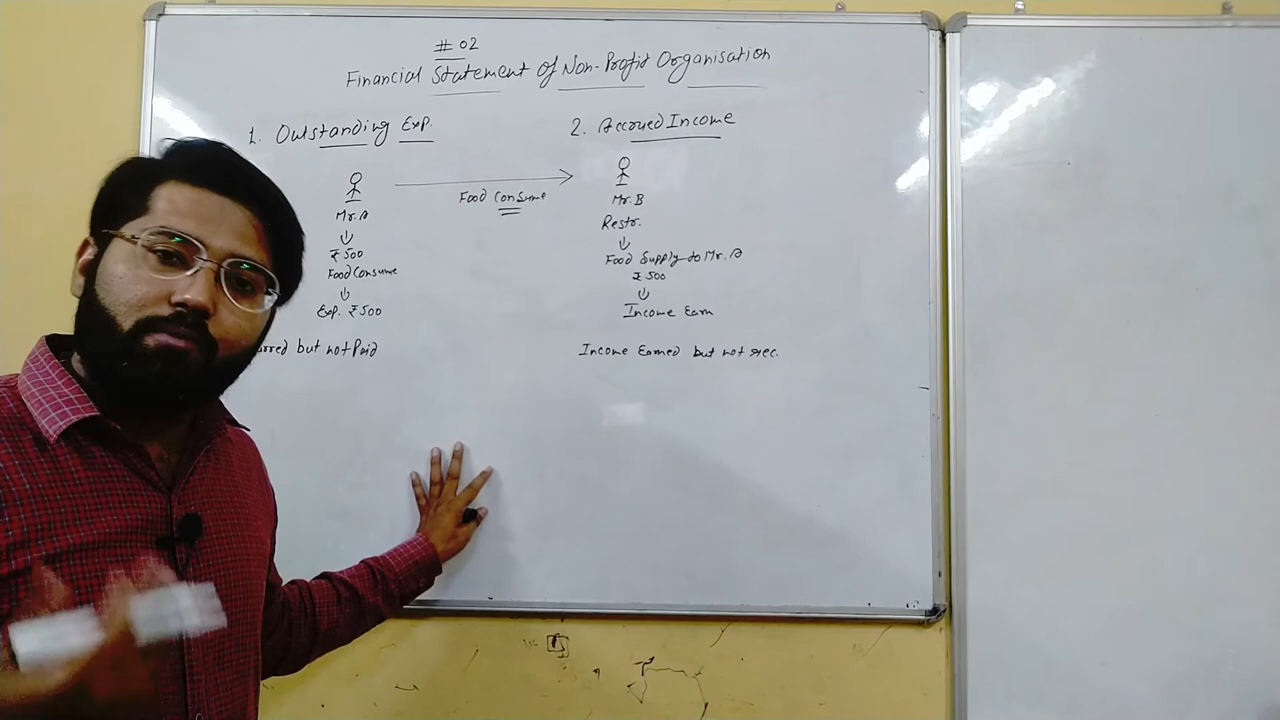 # 02
Financial Statement of Non-Profit Organisation
1. Outstanding Exp.
Mr. A
₹ 500
Food Consume
Exp. ₹ 500
but not Paid
Food Consume
2. Accrued Income
Mr. B
Restr.
Food Supply to Mr. A
₹ 500
Income Earn
Income Earned but not rec.